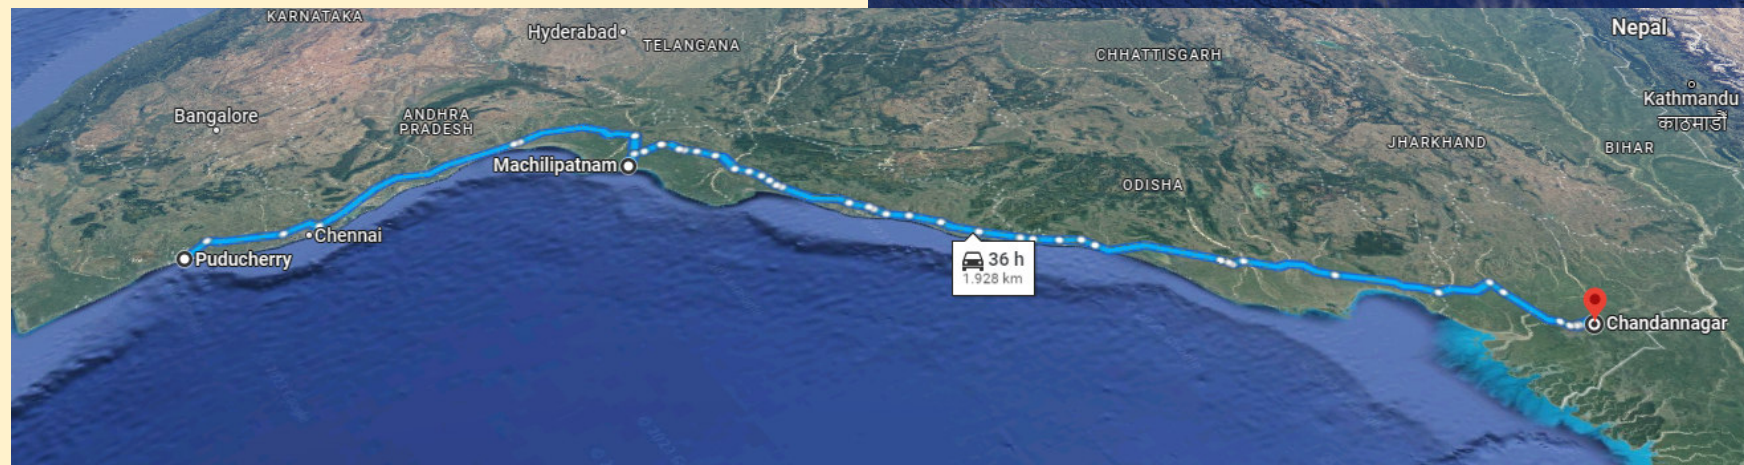 KARNATAKA
Hyderabad
TELANGANA
CHHATTISGARH
Nepal
Kathmandu
काठमाडौँ
Bangalore
ANDHRA
PRADESH
JHARKHAND
BIHAR
Machilipatnam
ODISHA
Chennai
Puducherry
36 h
1.928 km
Chandannagar